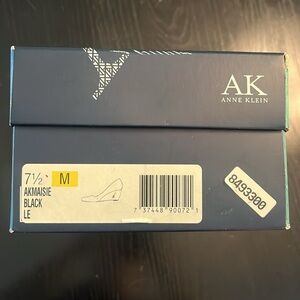 AK
ANNE KLEIN
7½ M
AKMAISIE
BLACK
LE
7 37448 90072 1
8493300